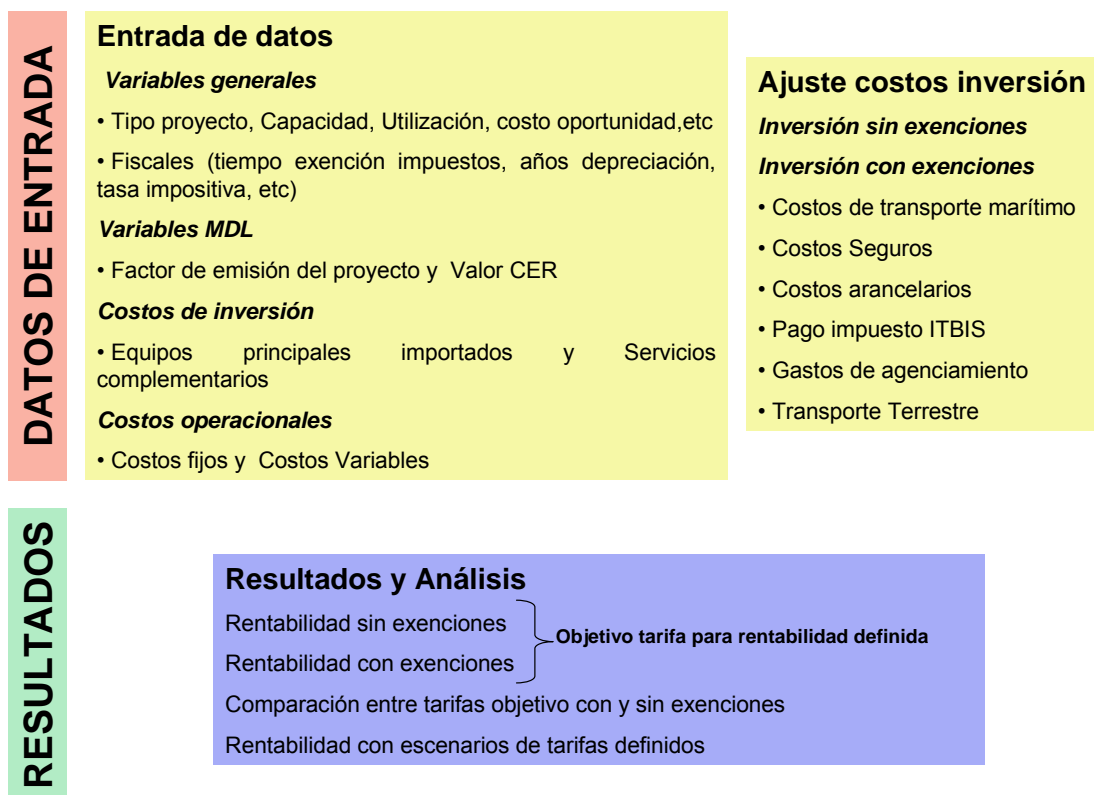 DATOS DE ENTRADA
Entrada de datos
Variables generales
• Tipo proyecto, Capacidad, Utilización, costo oportunidad,etc
• Fiscales (tiempo exención impuestos, años depreciación,
tasa impositiva, etc)
Variables MDL
• Factor de emisión del proyecto y Valor CER
Costos de inversión
• Equipos principales importados y Servicios
complementarios
Costos operacionales
• Costos fijos y Costos Variables
Ajuste costos inversión
Inversión sin exenciones
Inversión con exenciones
• Costos de transporte marítimo
• Costos Seguros
• Costos arancelarios
• Pago impuesto ITBIS
• Gastos de agenciamiento
• Transporte Terrestre
RESULTADOS
Resultados y Análisis
Rentabilidad sin exenciones
Rentabilidad con exenciones
Objetivo tarifa para rentabilidad definida
Comparación entre tarifas objetivo con y sin exenciones
Rentabilidad con escenarios de tarifas definidos